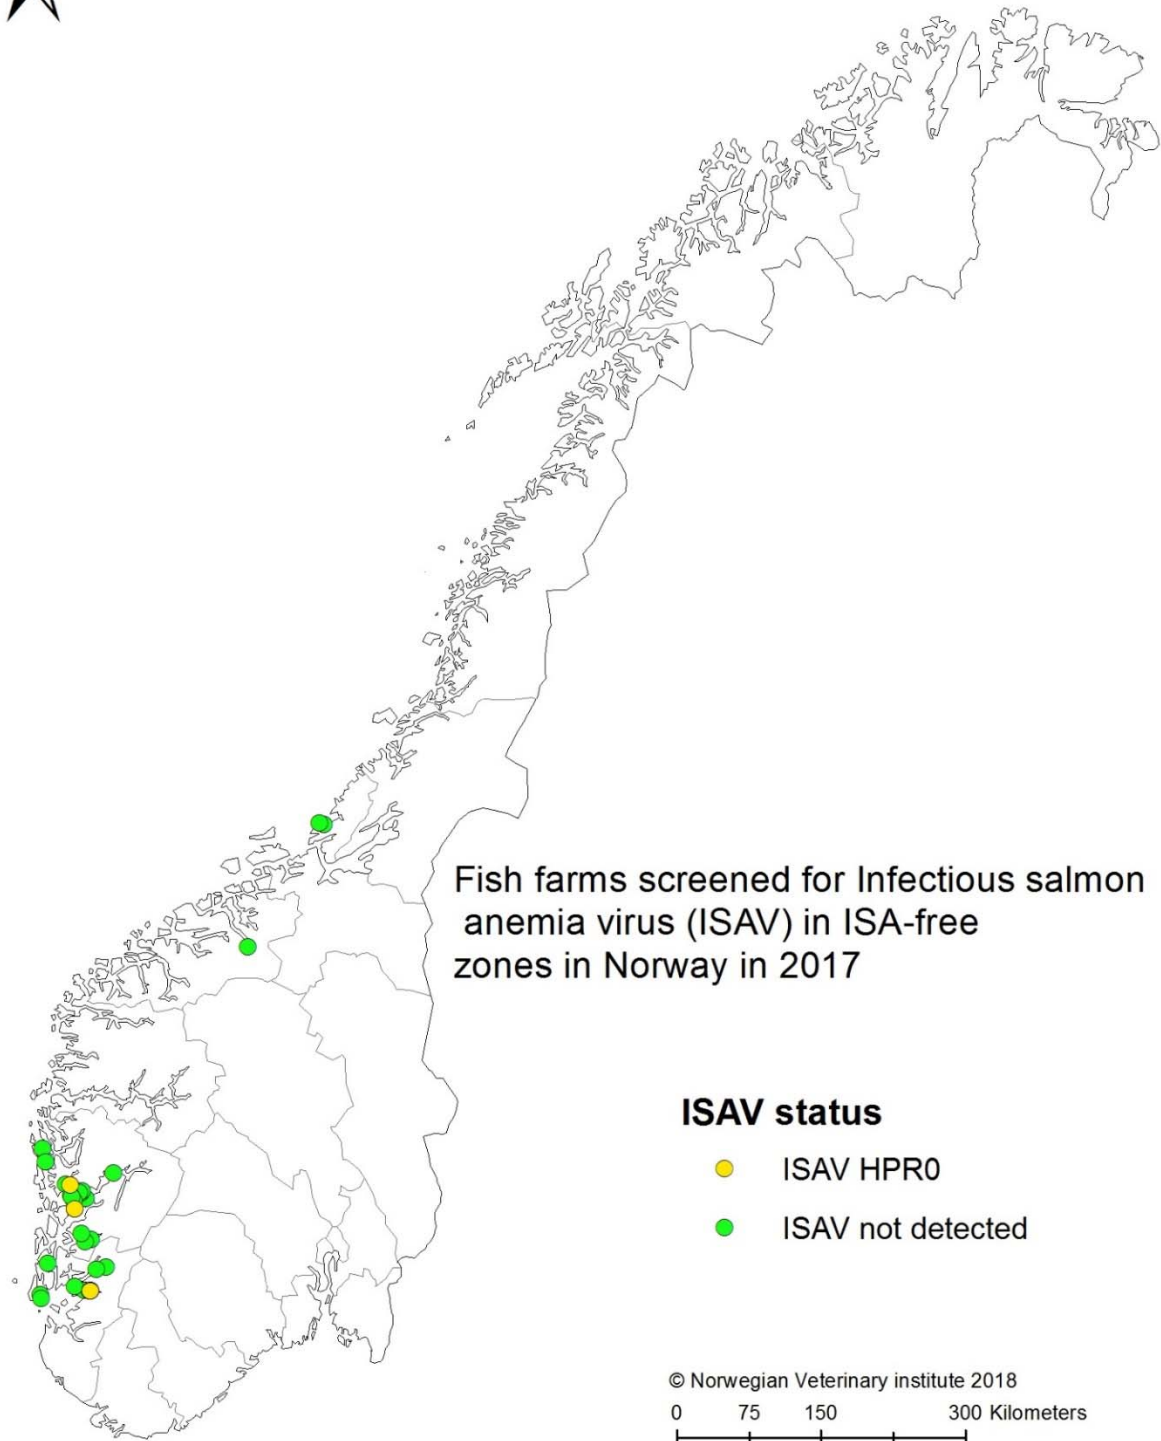 Fish farms screened for Infectious salmon
anemia virus (ISAV) in ISA-free
zones in Norway in 2017
ISAV status
ISAV HPR0
ISAV not detected
© Norwegian Veterinary institute 2018
0 75 150 300 Kilometers